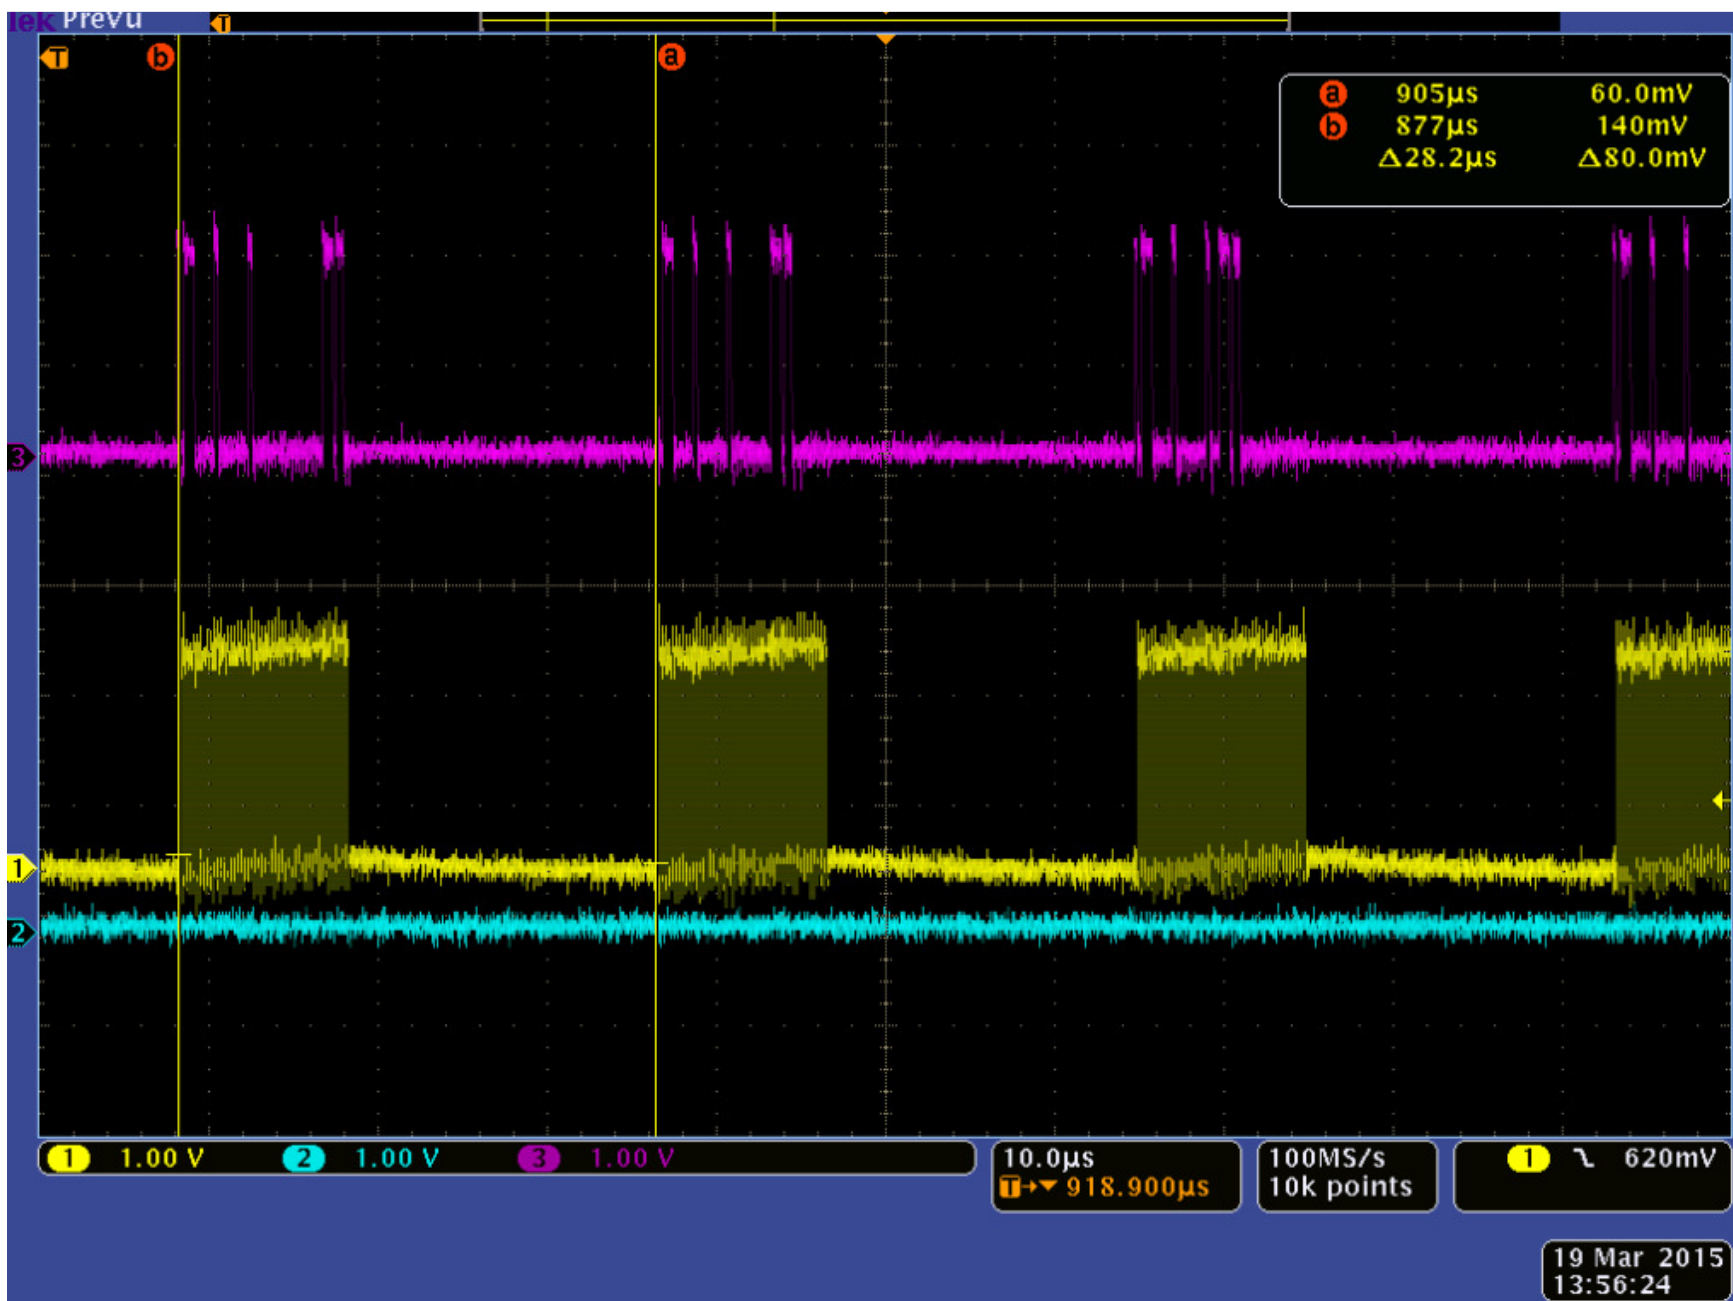 Tek PreVu
T
T b a
a 905µs 60.0mV
b 877µs 140mV
Δ28.2µs Δ80.0mV
3
1
2
1 1.00 V 2 1.00 V 3 1.00 V
10.0µs
T→▼ 918.900µs
100MS/s
10k points
1 620mV
19 Mar 2015
13:56:24